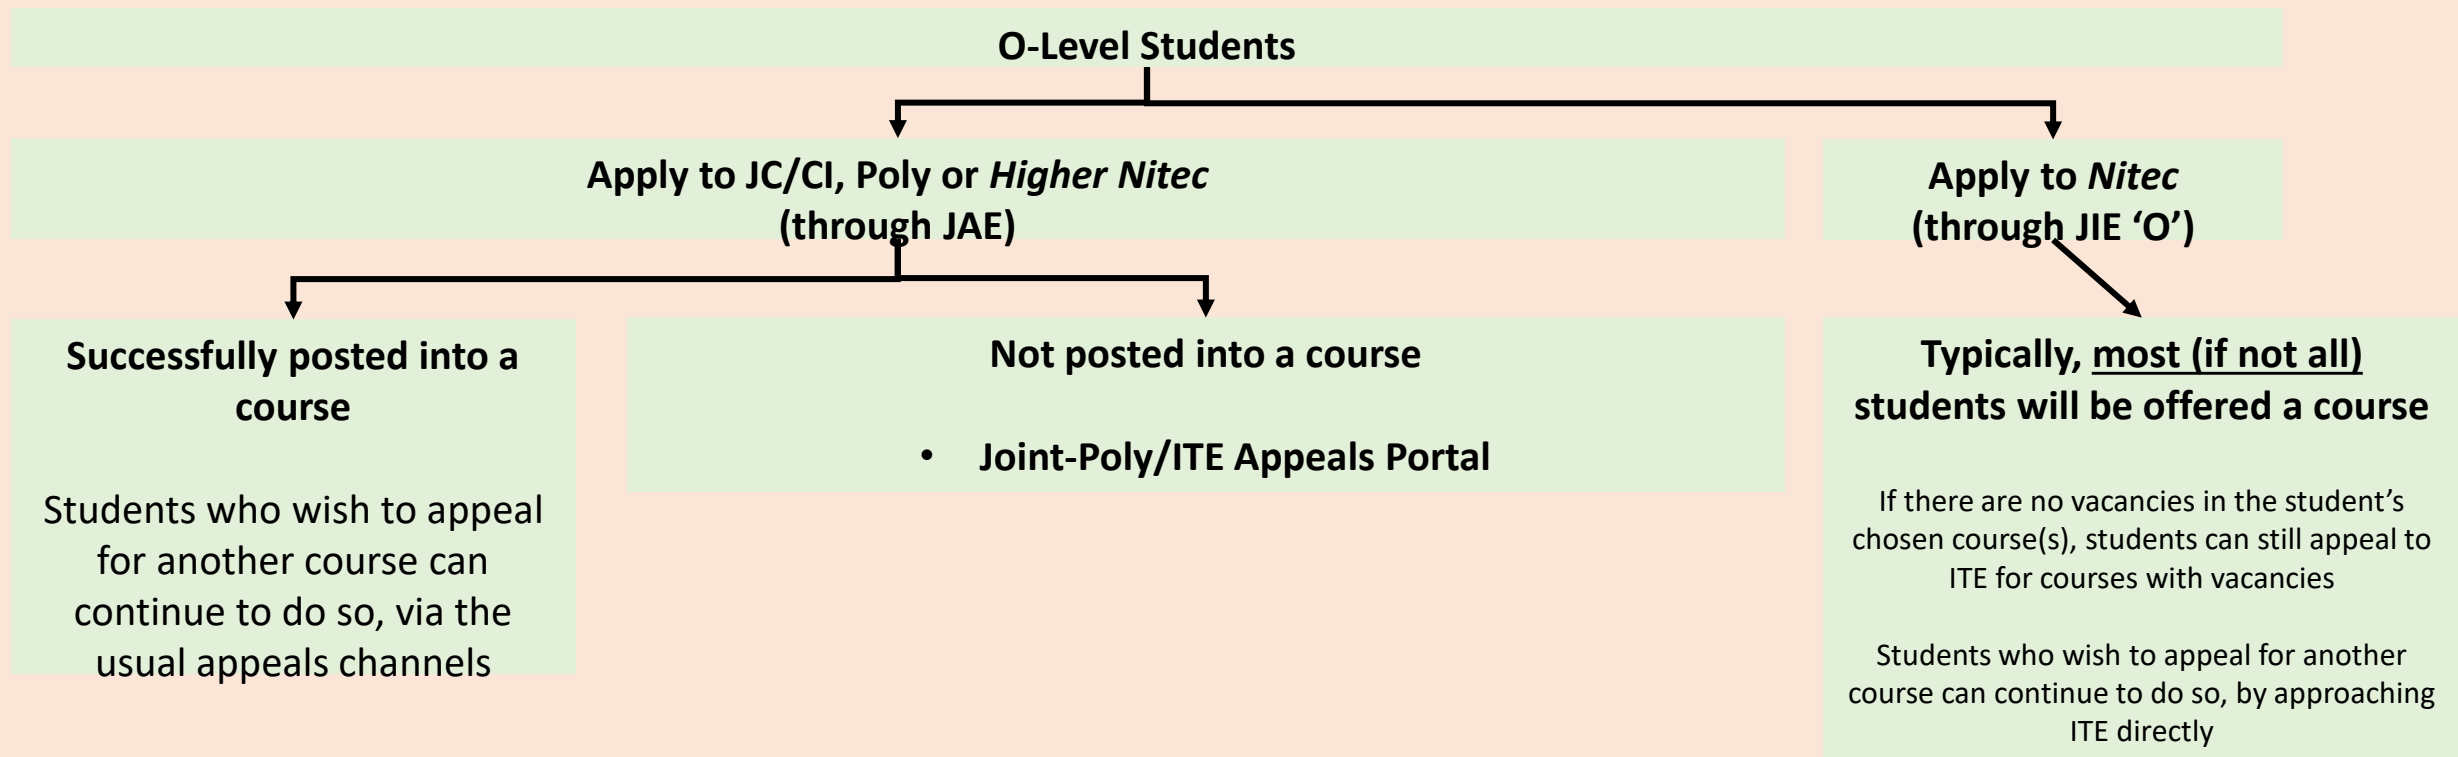 O-Level Students
Apply to JC/CI, Poly or Higher Nitec
(through JAE)
Apply to Nitec
(through JIE ‘O’)
Successfully posted into a
course
Students who wish to appeal
for another course can
continue to do so, via the
usual appeals channels
Not posted into a course
• Joint-Poly/ITE Appeals Portal
Typically, most (if not all)
students will be offered a course
If there are no vacancies in the student’s
chosen course(s), students can still appeal to
ITE for courses with vacancies
Students who wish to appeal for another
course can continue to do so, by approaching
ITE directly